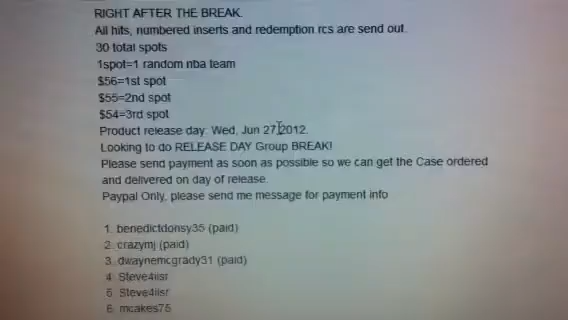 RIGHT AFTER THE BREAK.
All hits, numbered inserts and redemption rcs are send out.
30 total spots
1spot=1 random nba team
$56=1st spot
$55=2nd spot
$54=3rd spot
Product release day: Wed, Jun 27,2012.
Looking to do RELEASE DAY Group BREAK!
Please send payment as soon as possible so we can get the Case ordered
and delivered on day of release.
Paypal Only, please send me message for payment info
1. benedictdonsy35 (paid)
2. crazymj (paid)
3. dwaynemcgrady31 (paid)
4. Steve4iisr
5. Steve4iisr
6. mcakes75